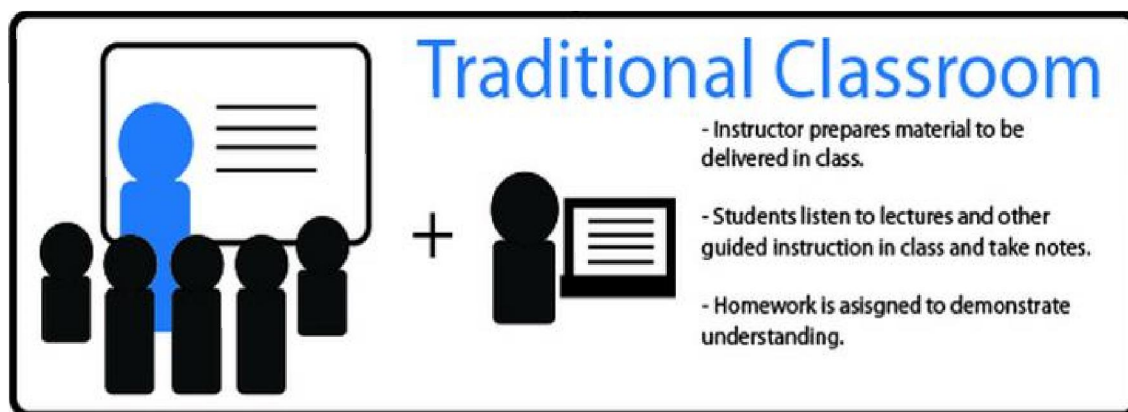 Traditional Classroom
- Instructor prepares material to be
delivered in class.
- Students listen to lectures and other
guided instruction in class and take notes.
- Homework is asisgned to demonstrate
understanding.